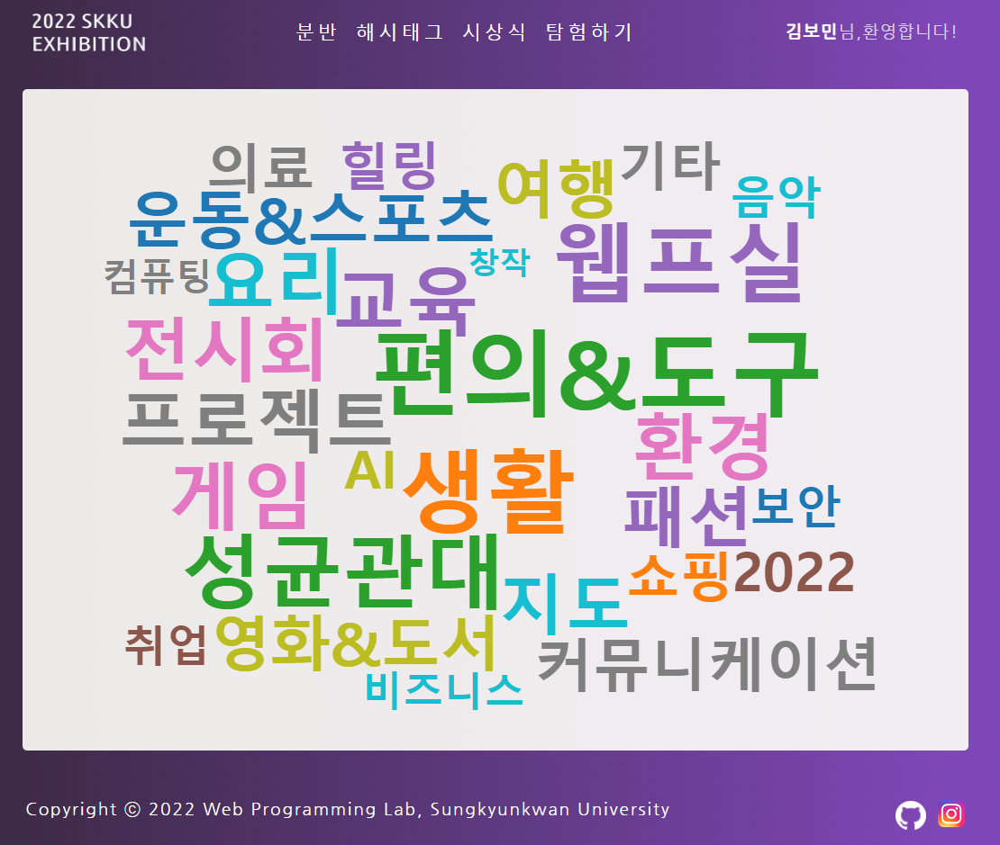 2022 SKKU
EXHIBITION
분반 해시태그 시상식 탐험하기
김보민님,환영합니다!
의료
힐링
여행
기타
음악
운동&스포츠
웹프실
컴퓨팅
요리
교육
창작
전시회
편의&도구
프로젝트
환경
게임
AI
생활
패션
보안
성균관대
지도
쇼핑
2022
취업
영화&도서
커뮤니케이션
비즈니스
Copyright ⓒ 2022 Web Programming Lab, Sungkyunkwan University